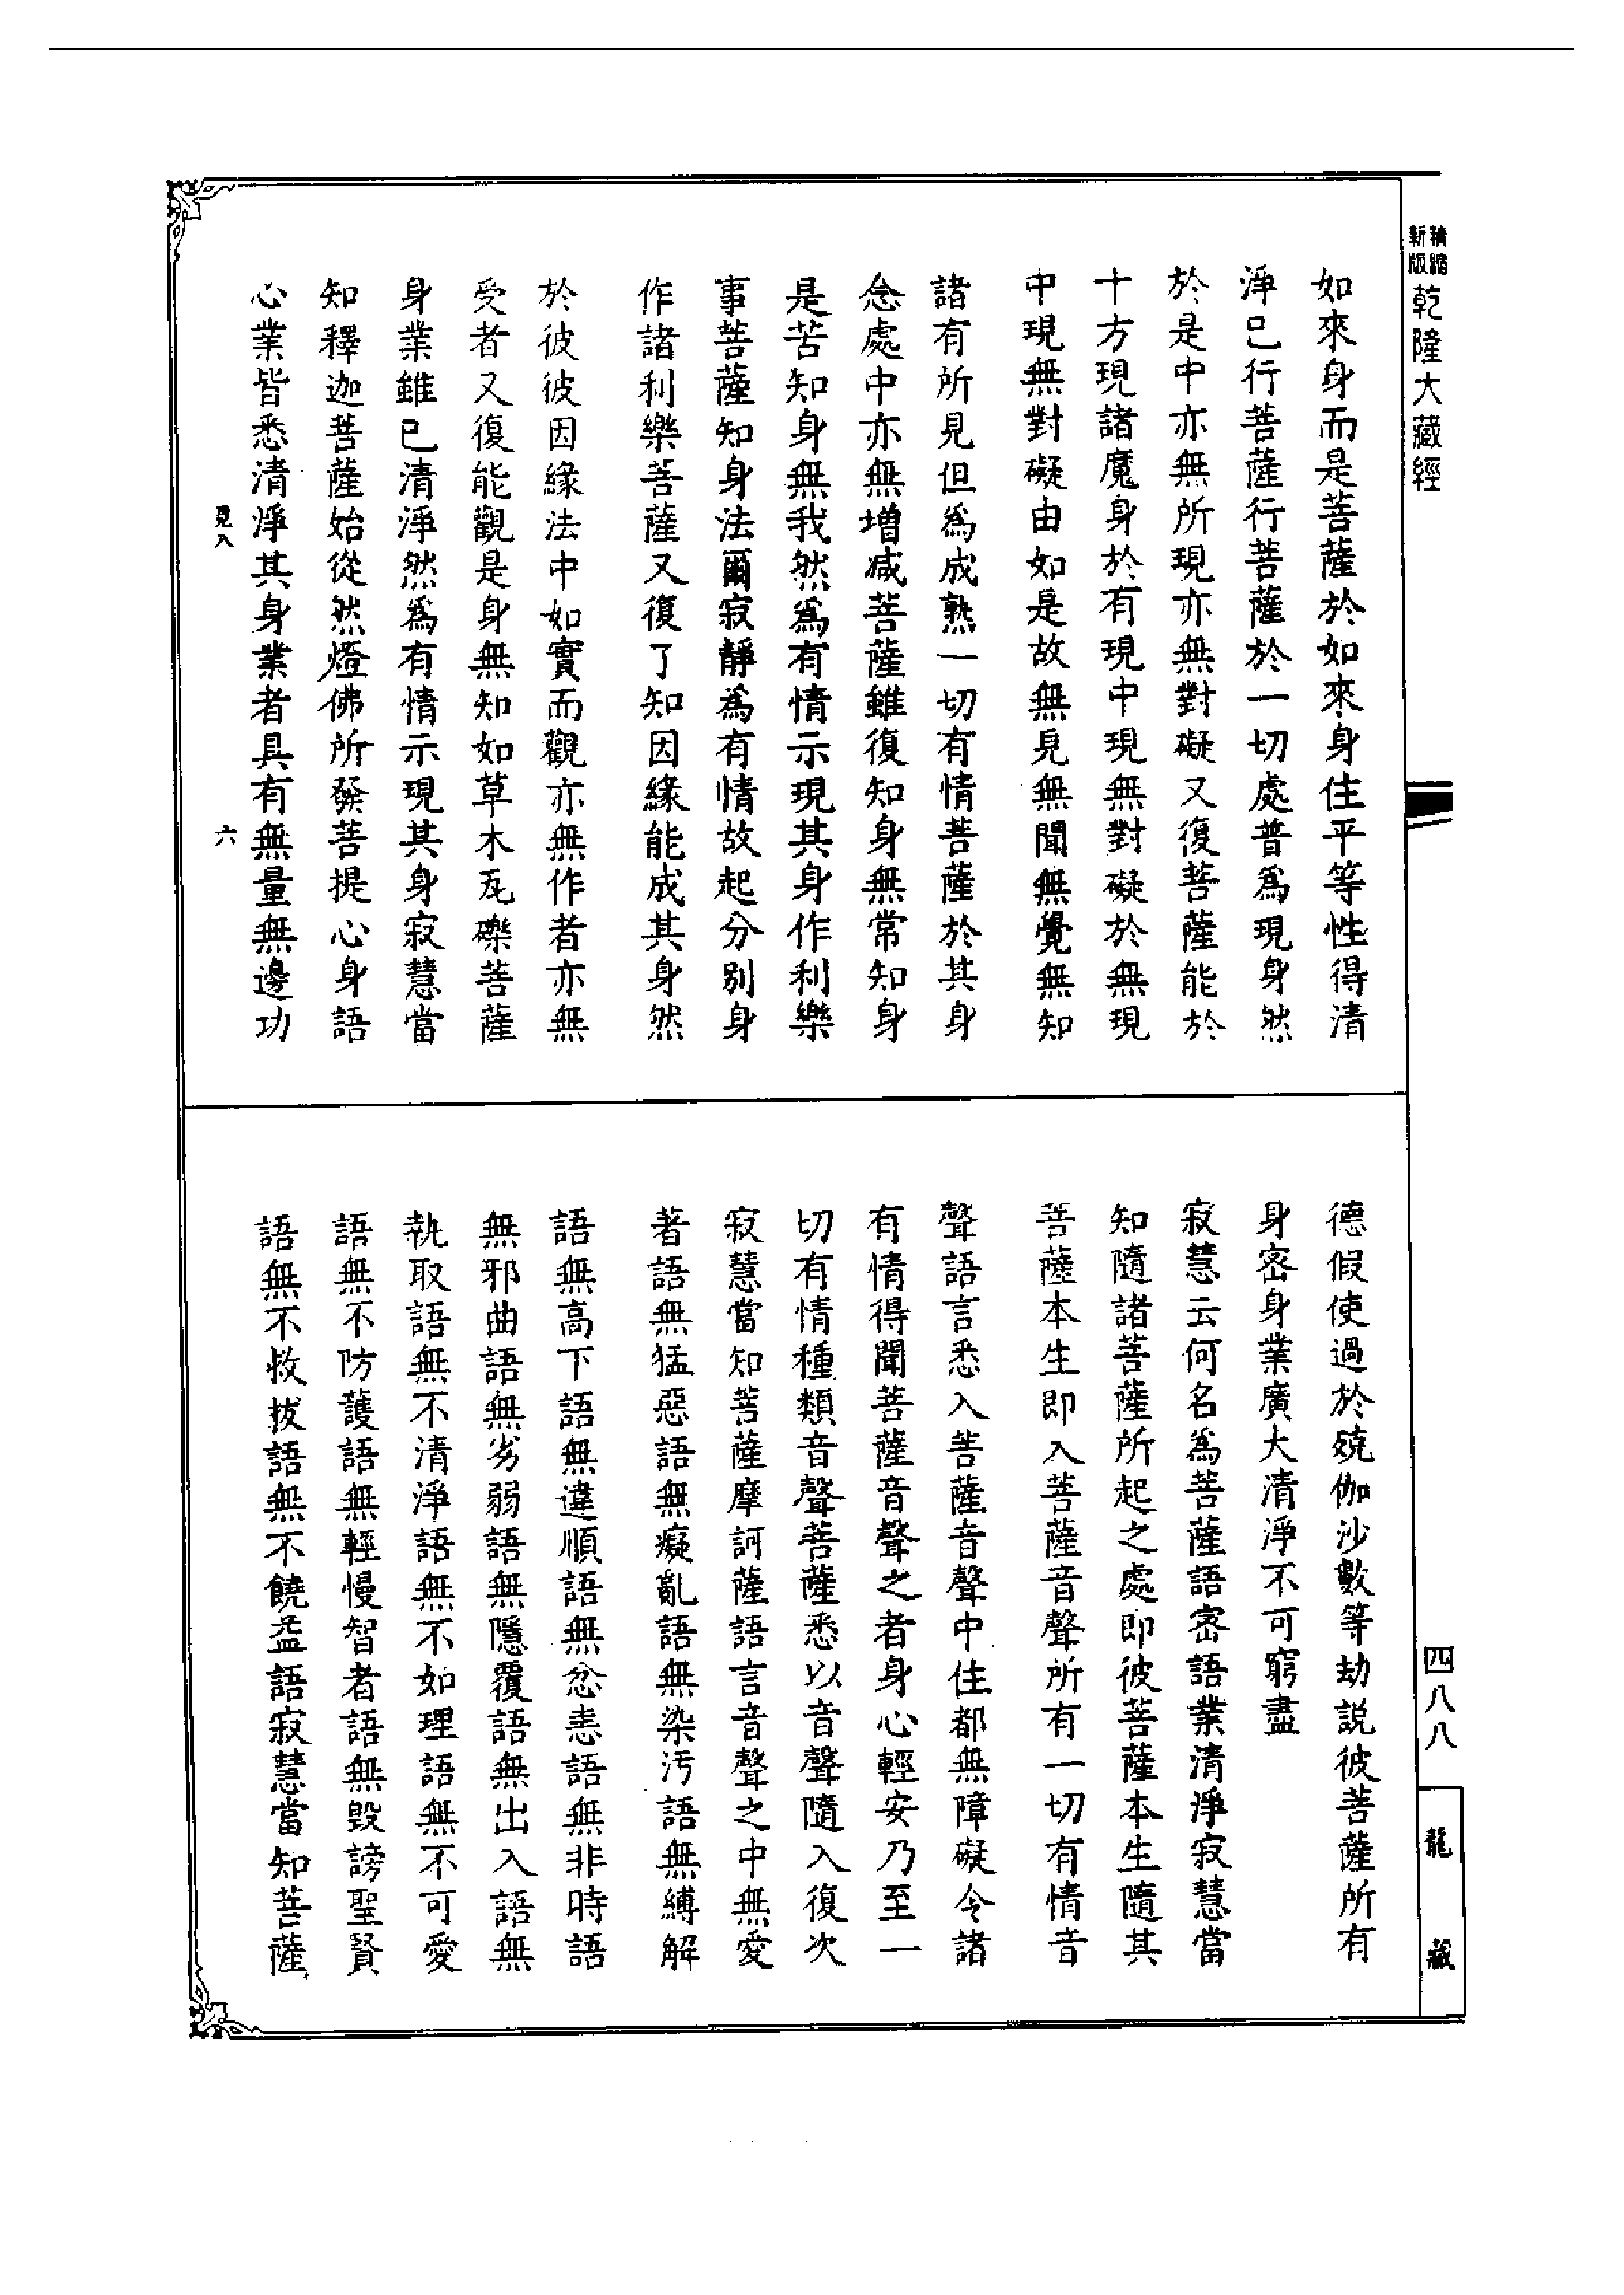 精縮
新版
乾隆大藏經
四八八
龍藏
如來身而是菩薩於如來身住平等性得清
淨已行菩薩行菩薩於一切處普爲現身然
於是中亦無所現亦無對礙又復菩薩能於
十方現諸魔身於有現中現無對礙於無現
中現無對礙由如是故無見無聞無覺無知
諸有所見但爲成熟一切有情菩薩於其身
念處中亦無增减菩薩雖復知身無常知身
是苦知身無我然爲有情示現其身作利樂
事菩薩知身法爾寂靜爲有情故起分別身
作諸利樂菩薩又復了知因緣能成其身然
於彼彼因緣法中如實而觀亦無作者亦無
受者又復能觀是身無知如草木瓦礫菩薩
身業雖已清淨然爲有情示現其身寂慧當
知釋迦菩薩始從然燈佛所發菩提心身語
心業皆悉清淨其身業者具有無量無邊功
見入
六
德假使過於殑伽沙數等劫説彼菩薩所有
身密身業廣大清淨不可窮盡
寂慧云何名爲菩薩語密語業清淨寂慧當
知隨諸菩薩所起之處即彼菩薩本生隨其
菩薩本生即入菩薩音聲所有一切有情音
聲語言悉入菩薩音聲中住都無障礙令諸
有情得聞菩薩音聲之者身心輕安乃至一
切有情種類音聲菩薩悉以音聲隨入復次
寂慧當知菩薩摩訶薩語言音聲之中無愛
著語無猛惡語無癡亂語無染汚語無縛解
語無高下語無違順語無忿恚語無非時語
無邪曲語無劣弱語無隱覆語無出入語無
執取語無不清淨語無不如理語無不可愛
語無不防護語無輕慢智者語無毀謗聖賢
語無不救拔語無不饒益語寂慧當知菩薩